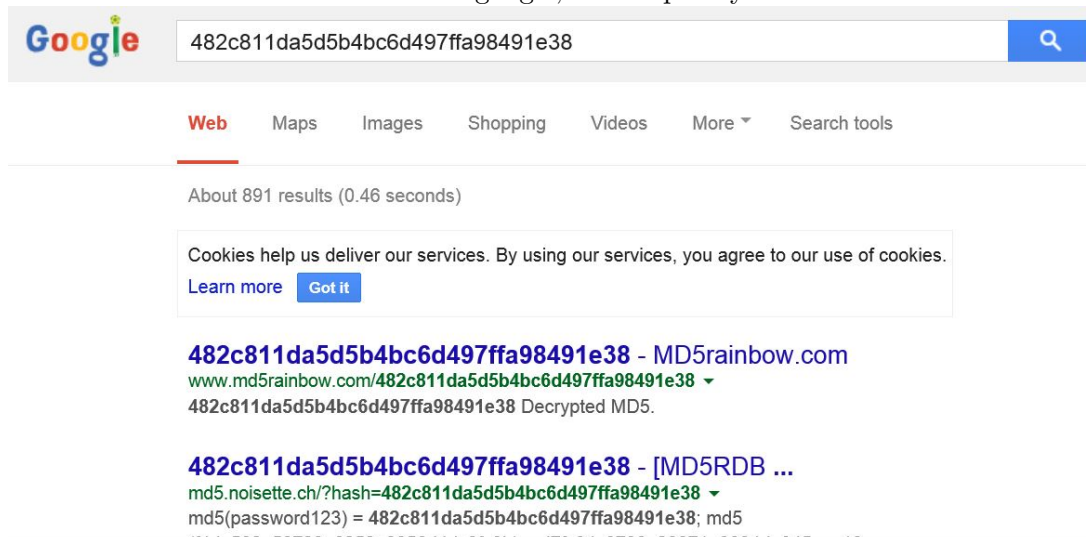 Google
482c811da5d5b4bc6d497ffa98491e38
Web Maps Images Shopping Videos More Search tools
About 891 results (0.46 seconds)
Cookies help us deliver our services. By using our services, you agree to our use of cookies.
Learn more Got it
482c811da5d5b4bc6d497ffa98491e38 - MD5rainbow.com
www.md5rainbow.com/482c811da5d5b4bc6d497ffa98491e38
482c811da5d5b4bc6d497ffa98491e38 Decrypted MD5.
482c811da5d5b4bc6d497ffa98491e38 - [MD5RDB ...
md5.noisette.ch/?hash=482c811da5d5b4bc6d497ffa98491e38
md5(password123) = 482c811da5d5b4bc6d497ffa98491e38; md5